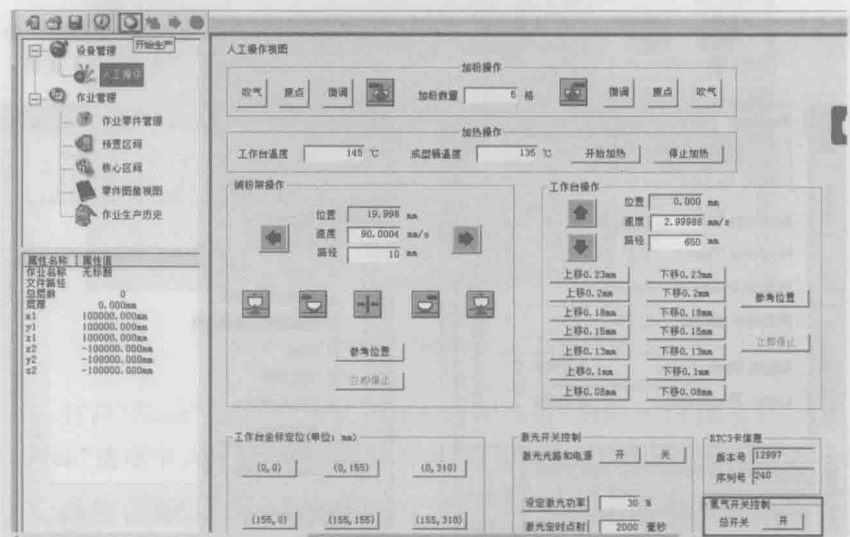 开始生产
设备管理
人工操作
作业管理
作业零件管理
预置区间
核心区间
零件图像视图
作业生产历史
属性名称 属性值
作业名称 无标题
文件路径
总层数 0
层厚 0.000mm
x1 100000.000mm
y1 100000.000mm
z1 100000.000mm
x2 -100000.000mm
y2 -100000.000mm
z2 -100000.000mm
人工操作视图
加粉操作
吹气 原点 微调 加粉数量 5 格 微调 原点 吹气
加热操作
工作台温度 145 ℃ 成型桶温度 135 ℃ 开始加热 停止加热
铺粉架操作
位置 19.998 mm
速度 90.0004 mm/s
路径 10 mm
参考位置
立即停止
工作台操作
位置 0.000 mm
速度 2.99988 mm/s
路径 650 mm
上移0.23mm 下移0.23mm
上移0.2mm 下移0.2mm
上移0.18mm 下移0.18mm
上移0.15mm 下移0.15mm
上移0.13mm 下移0.13mm
上移0.1mm 下移0.1mm
上移0.08mm 下移0.08mm
参考位置
立即停止
工作台坐标定位(单位: mm)
(0,0) (0,155) (0,310)
(155,0) (155,155) (155,310)
激光开关控制
激光光路和电源 开 关
设定激光功率 30 %
激光定时点射 2000 毫秒
RTC3卡信息
版本号 12997
序列号 240
氮气开关控制
总开关 开